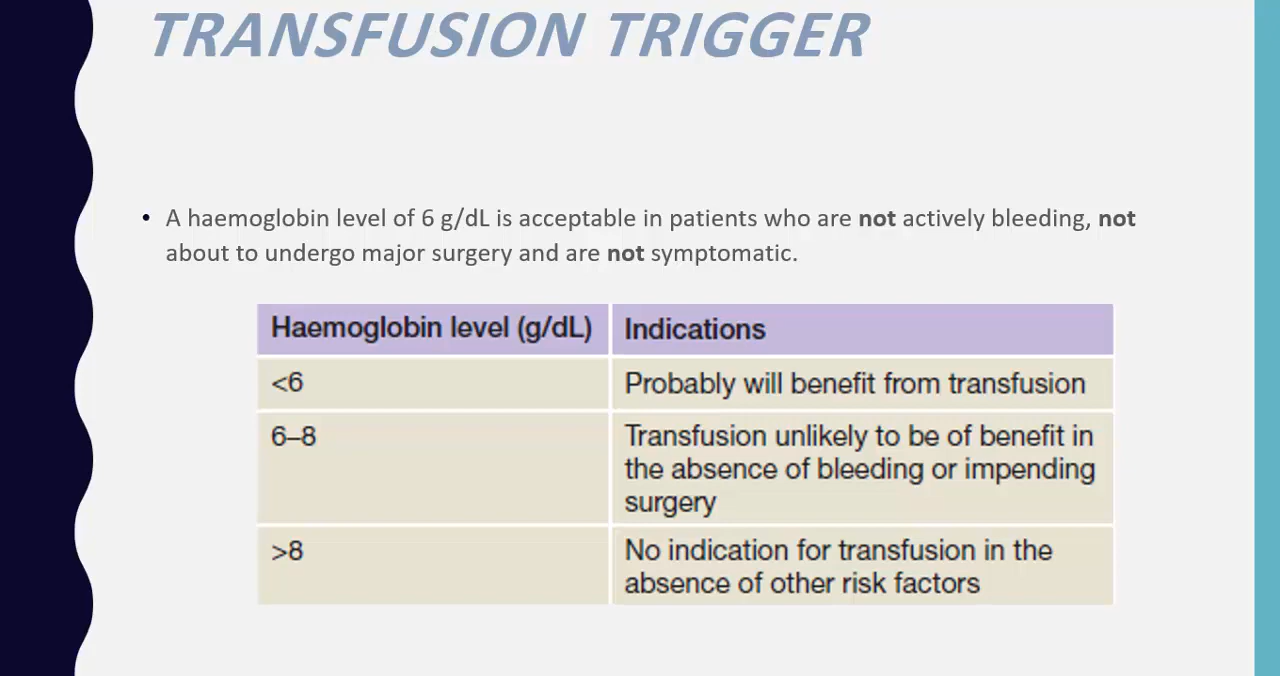 TRANSFUSION TRIGGER
• A haemoglobin level of 6 g/dL is acceptable in patients who are not actively bleeding, not
about to undergo major surgery and are not symptomatic.
Haemoglobin level (g/dL) Indications
<6 Probably will benefit from transfusion
6–8 Transfusion unlikely to be of benefit in
the absence of bleeding or impending
surgery
>8 No indication for transfusion in the
absence of other risk factors